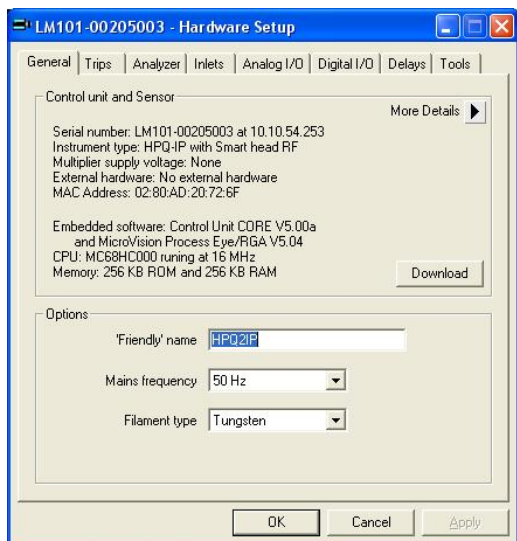 LM101-00205003 - Hardware Setup
General Trips Analyzer Inlets Analog I/O Digital I/O Delays Tools
Control unit and Sensor
More Details
Serial number: LM101-00205003 at 10.10.54.253
Instrument type: HPQ-IP with Smart head RF
Multiplier supply voltage: None
External hardware: No external hardware
MAC Address: 02:80:AD:20:72:6F
Embedded software: Control Unit CORE V5.00a
and MicroVision Process Eye/RGA V5.04
CPU: MC68HC000 runing at 16 MHz
Memory: 256 KB ROM and 256 KB RAM
Download
Options
'Friendly' name HPQ2IP
Mains frequency 50 Hz
Filament type Tungsten
OK Cancel Apply